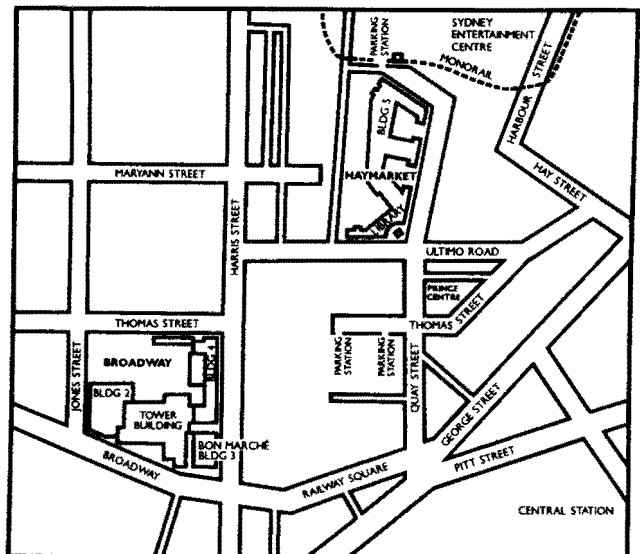 PARKING
STATION
SYDNEY
ENTERTAINMENT
CENTRE
MONORAIL
HARBOUR STREET
BLDG 5
HAY STREET
MARYANN STREET
HAYMARKET
LIBRARY
HARRIS STREET
ULTIMO ROAD
PRINCE
CENTRE
THOMAS STREET
THOMAS STREET
JONES STREET
BROADWAY
BLDG 4
PARKING
STATION
PARKING
STATION
QUAY STREET
BLDG 2
TOWER
BUILDING
GEORGE STREET
BON MARCHÉ
BLDG 3
BROADWAY
RAILWAY SQUARE
PITT STREET
CENTRAL STATION